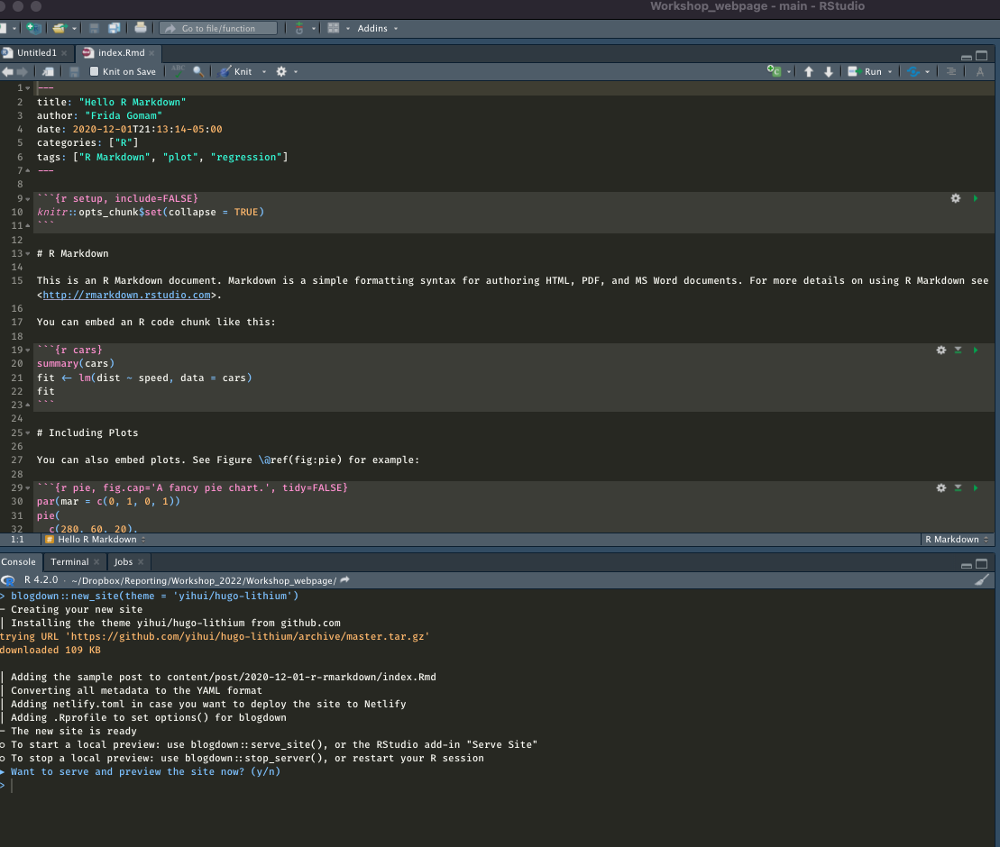 Workshop_webpage - main - RStudio
Go to file/function
Addins
Untitled1
index.Rmd
Knit on Save
ABC
Knit
Run
1 ---
2 title: "Hello R Markdown"
3 author: "Frida Gomam"
4 date: 2020-12-01T21:13:14-05:00
5 categories: ["R"]
6 tags: ["R Markdown", "plot", "regression"]
7 ---
8
9 ```{r setup, include=FALSE}
10 knitr::opts_chunk$set(collapse = TRUE)
11 ```
12
13 # R Markdown
14
15 This is an R Markdown document. Markdown is a simple formatting syntax for authoring HTML, PDF, and MS Word documents. For more details on using R Markdown see
<http://rmarkdown.rstudio.com>.
16
17 You can embed an R code chunk like this:
18
19 ```{r cars}
20 summary(cars)
21 fit <- lm(dist ~ speed, data = cars)
22 fit
23 ```
24
25 # Including Plots
26
27 You can also embed plots. See Figure \@ref(fig:pie) for example:
28
29 ```{r pie, fig.cap='A fancy pie chart.', tidy=FALSE}
30 par(mar = c(0, 1, 0, 1))
31 pie(
32 c(280, 60, 20),
1:1
# Hello R Markdown
R Markdown
Console
Terminal
Jobs
R 4.2.0 · ~/Dropbox/Reporting/Workshop_2022/Workshop_webpage/
> blogdown::new_site(theme = 'yihui/hugo-lithium')
― Creating your new site
| Installing the theme yihui/hugo-lithium from github.com
trying URL 'https://github.com/yihui/hugo-lithium/archive/master.tar.gz'
downloaded 109 KB
| Adding the sample post to content/post/2020-12-01-r-rmarkdown/index.Rmd
| Converting all metadata to the YAML format
| Adding netlify.toml in case you want to deploy the site to Netlify
| Adding .Rprofile to set options() for blogdown
― The new site is ready
○ To start a local preview: use blogdown::serve_site(), or the RStudio add-in "Serve Site"
○ To stop a local preview: use blogdown::stop_server(), or restart your R session
► Want to serve and preview the site now? (y/n)
>